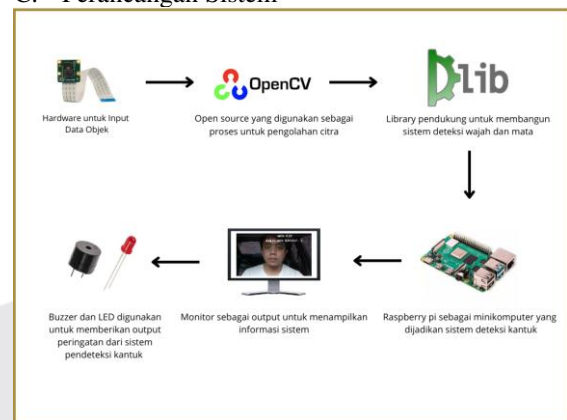 C. Perancangan Sistem
OpenCV
Dlib
Hardware untuk Input
Data Objek
Open source yang digunakan sebagai
proses untuk pengolahan citra
Library pendukung untuk membangun
sistem deteksi wajah dan mata
Buzzer dan LED digunakan
untuk memberikan output
peringatan dari sistem
pendeteksi kantuk
Monitor sebagai output untuk menampilkan
informasi sistem
Raspberry pi sebagai minikomputer yang
dijadikan sistem deteksi kantuk